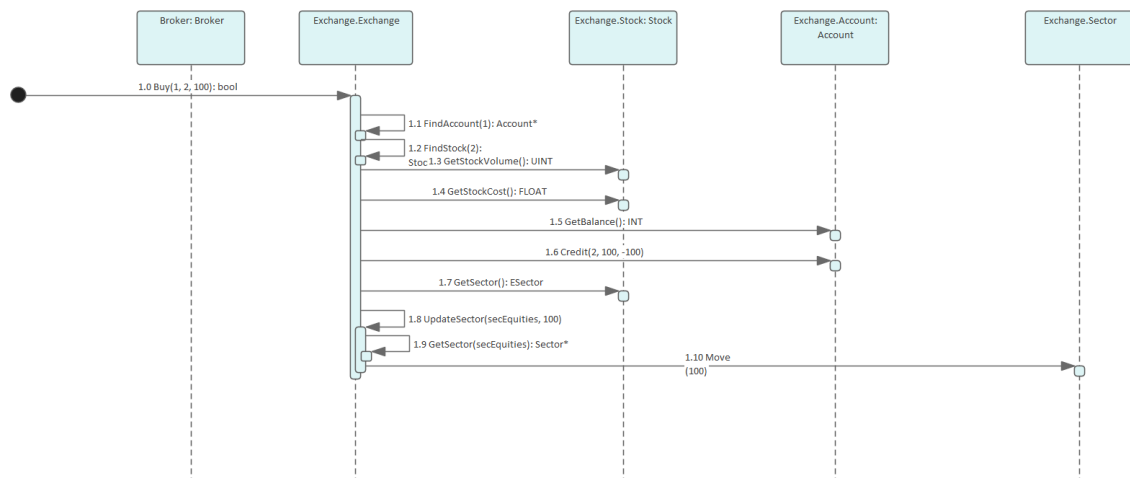 Broker: Broker
Exchange.Exchange
Exchange.Stock: Stock
Exchange.Account:
Account
Exchange.Sector
1.0 Buy(1, 2, 100): bool
1.1 FindAccount(1): Account*
1.2 FindStock(2):
Stoc
1.3 GetStockVolume(): UINT
1.4 GetStockCost(): FLOAT
1.5 GetBalance(): INT
1.6 Credit(2, 100, -100)
1.7 GetSector(): ESector
1.8 UpdateSector(secEquities, 100)
1.9 GetSector(secEquities): Sector*
1.10 Move
(100)